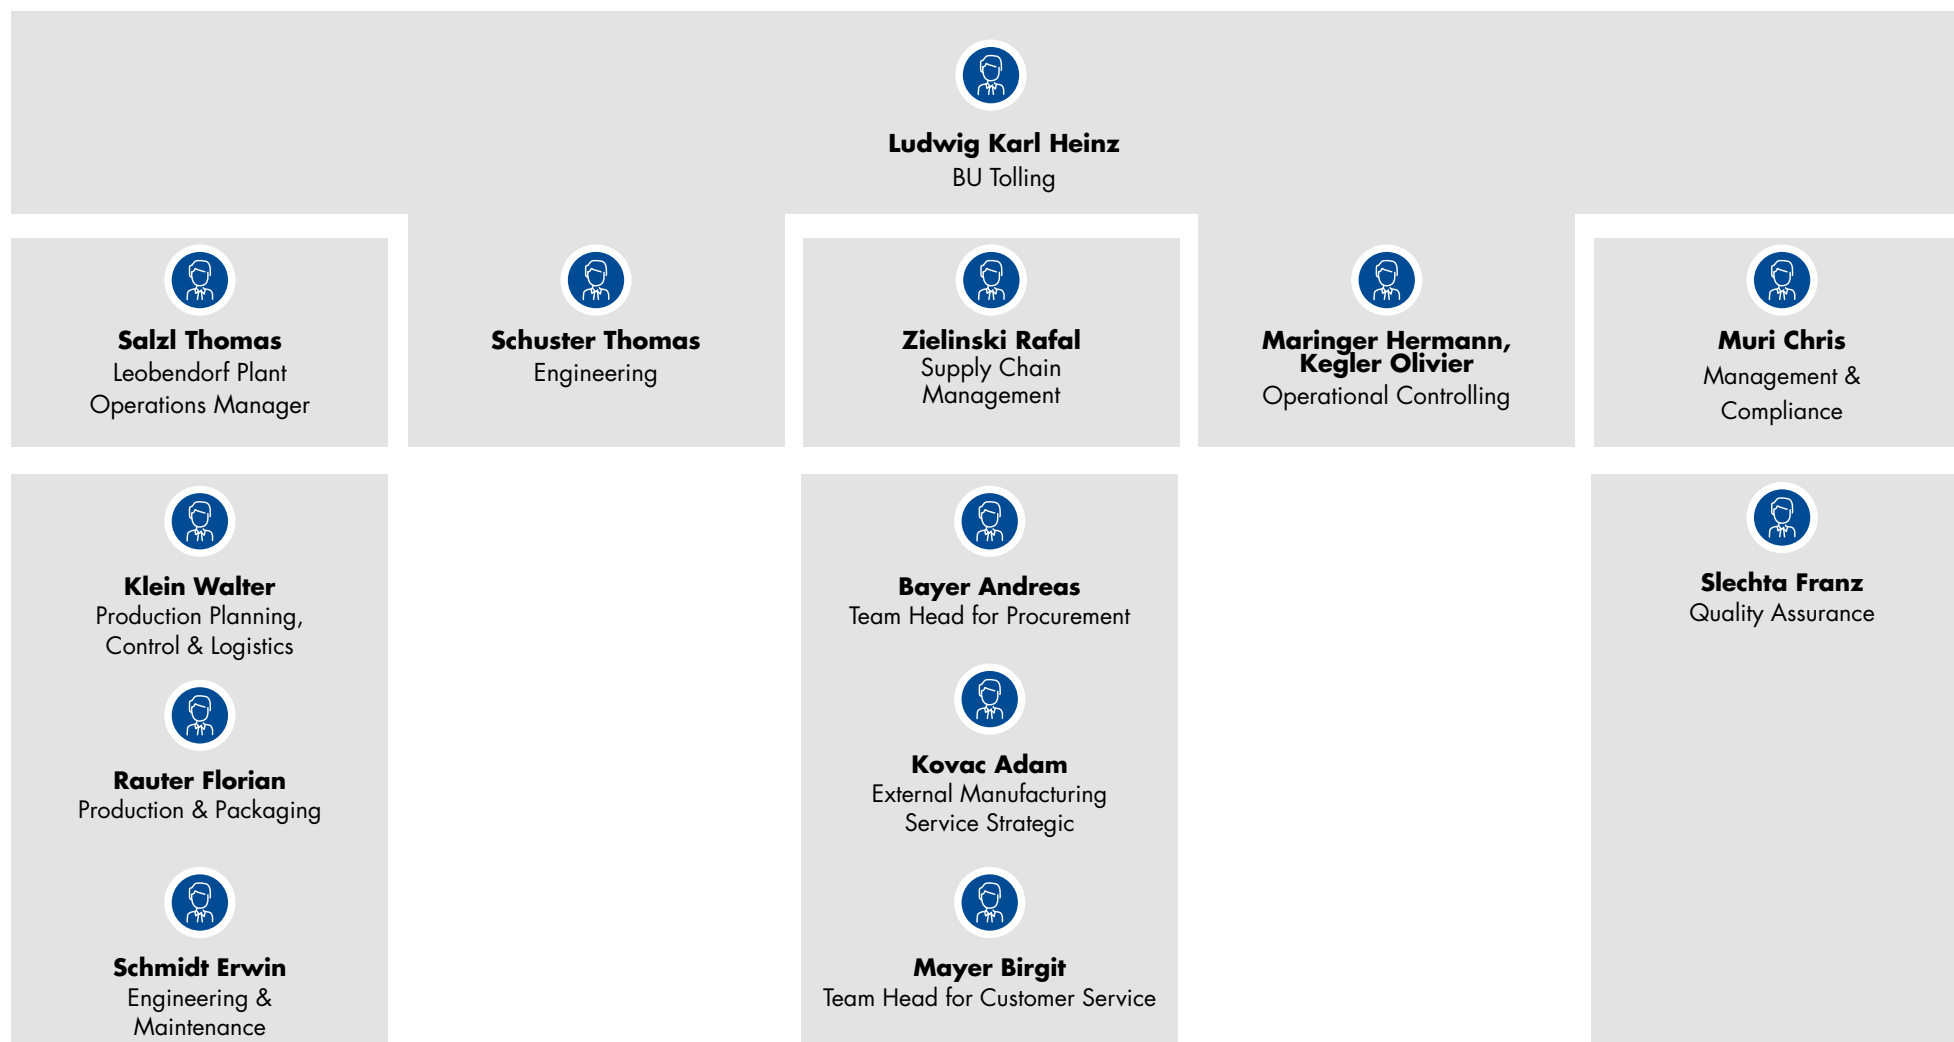 Ludwig Karl Heinz
BU Tolling
Salzl Thomas
Leobendorf Plant
Operations Manager
Schuster Thomas
Engineering
Zielinski Rafal
Supply Chain
Management
Maringer Hermann,
Kegler Olivier
Operational Controlling
Muri Chris
Management &
Compliance
Klein Walter
Production Planning,
Control & Logistics
Rauter Florian
Production & Packaging
Schmidt Erwin
Engineering &
Maintenance
Bayer Andreas
Team Head for Procurement
Kovac Adam
External Manufacturing
Service Strategic
Mayer Birgit
Team Head for Customer Service
Slechta Franz
Quality Assurance